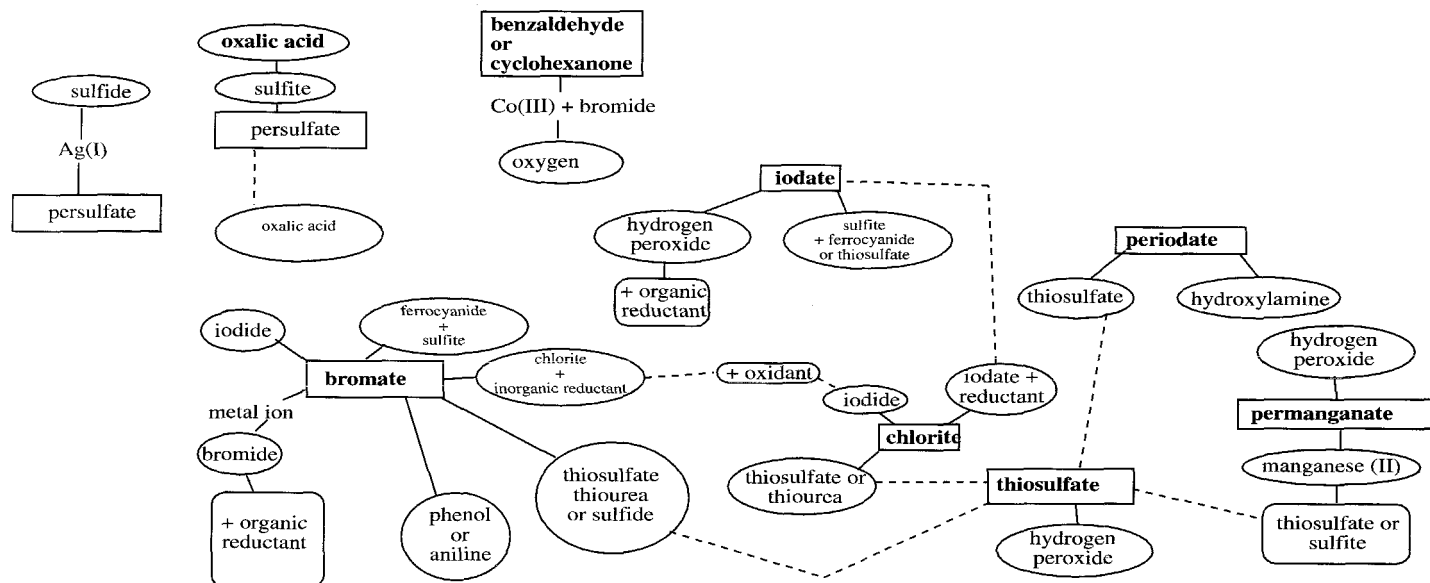 sulfide
Ag(I)
persulfate
oxalic acid
sulfite
persulfate
oxalic acid
benzaldehyde
or
cyclohexanone
Co(III) + bromide
oxygen
iodate
hydrogen
peroxide
+ organic
reductant
sulfite
+ ferrocyanide
or thiosulfate
periodate
thiosulfate
hydroxylamine
iodide
ferrocyanide
+
sulfite
bromate
chlorite
+
inorganic reductant
metal ion
bromide
+ organic
reductant
phenol
or
aniline
thiosulfate
thiourea
or sulfide
+ oxidant
iodide
iodate +
reductant
chlorite
thiosulfate or
thiourea
thiosulfate
hydrogen
peroxide
hydrogen
peroxide
permanganate
manganese (II)
thiosulfate or
sulfite